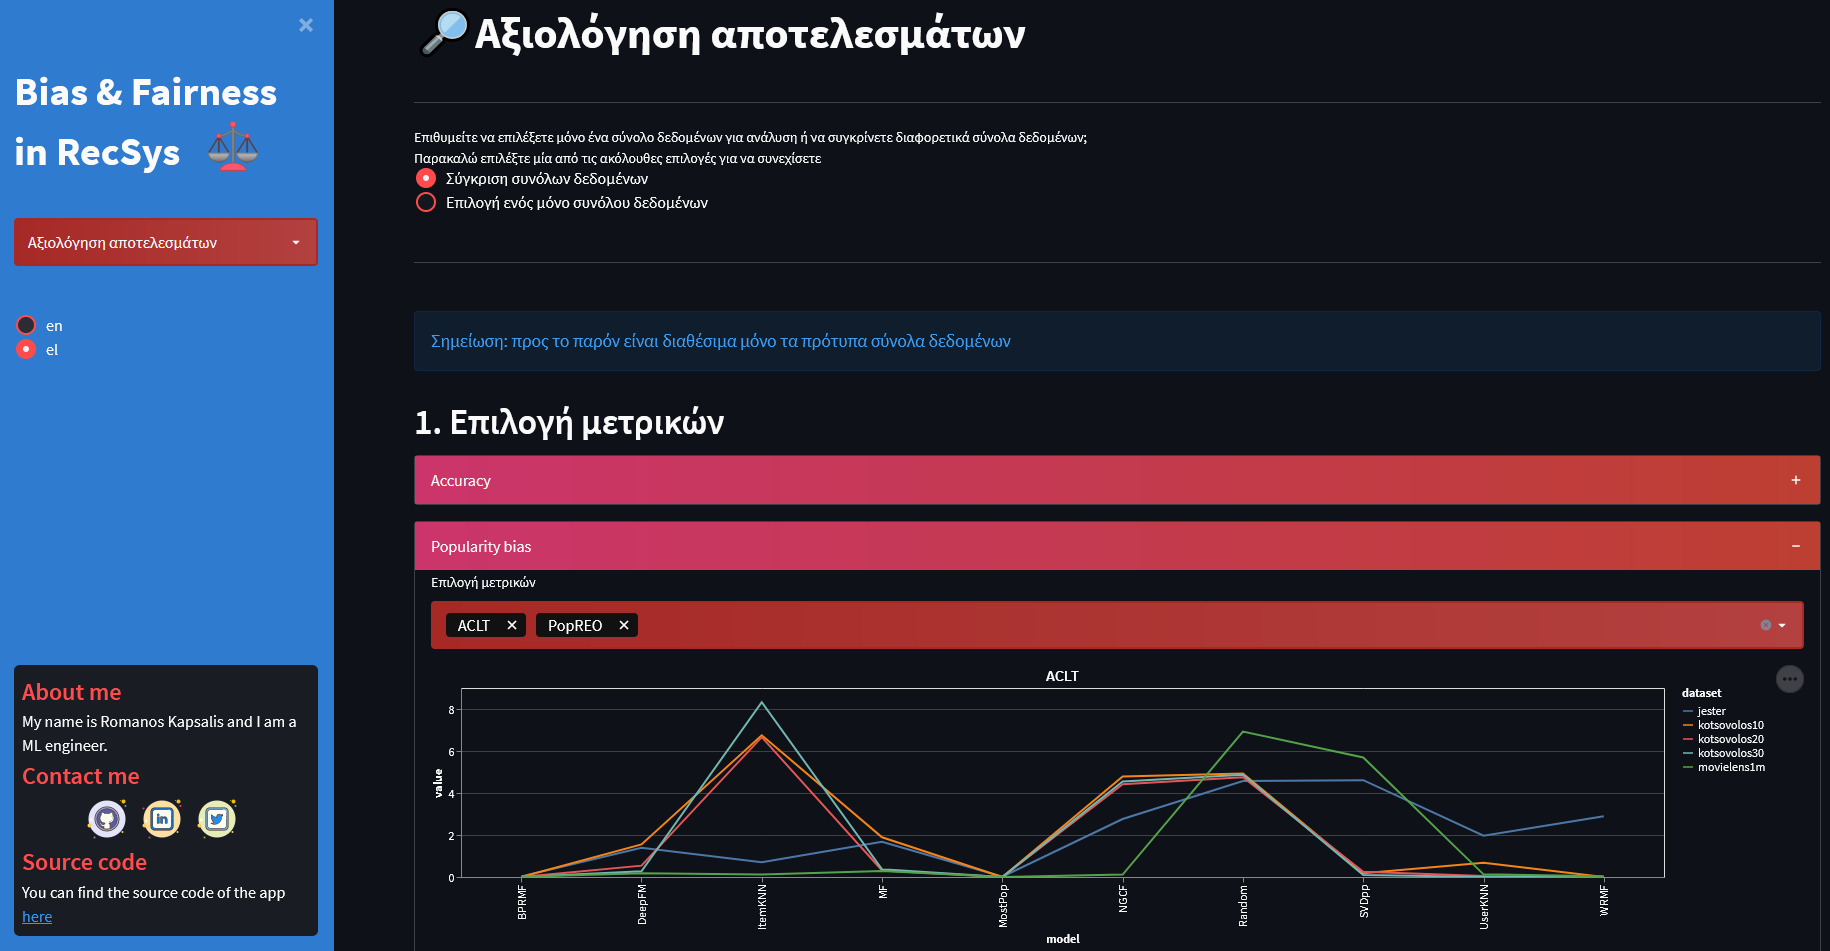 Bias & Fairness
in RecSys
Αξιολόγηση αποτελεσμάτων
en
el
About me
My name is Romanos Kapsalis and I am a
ML engineer.
Contact me
Source code
You can find the source code of the app
here
Αξιολόγηση αποτελεσμάτων
Επιθυμείτε να επιλέξετε μόνο ένα σύνολο δεδομένων για ανάλυση ή να συγκρίνετε διαφορετικά σύνολα δεδομένων;
Παρακαλώ επιλέξτε μία από τις ακόλουθες επιλογές για να συνεχίσετε
Σύγκριση συνόλων δεδομένων
Επιλογή ενός μόνο συνόλου δεδομένων
Σημείωση: προς το παρόν είναι διαθέσιμα μόνο τα πρότυπα σύνολα δεδομένων
1. Επιλογή μετρικών
Accuracy
Popularity bias
Επιλογή μετρικών
ACLT
PopREO
ACLT
value
8
6
4
2
0
BPRMF
DeepFM
ItemKNN
MF
MostPop
NGCF
Random
SVDpp
UserKNN
WRMF
model
dataset
jester
kotsovolos10
kotsovolos20
kotsovolos30
movielens1m